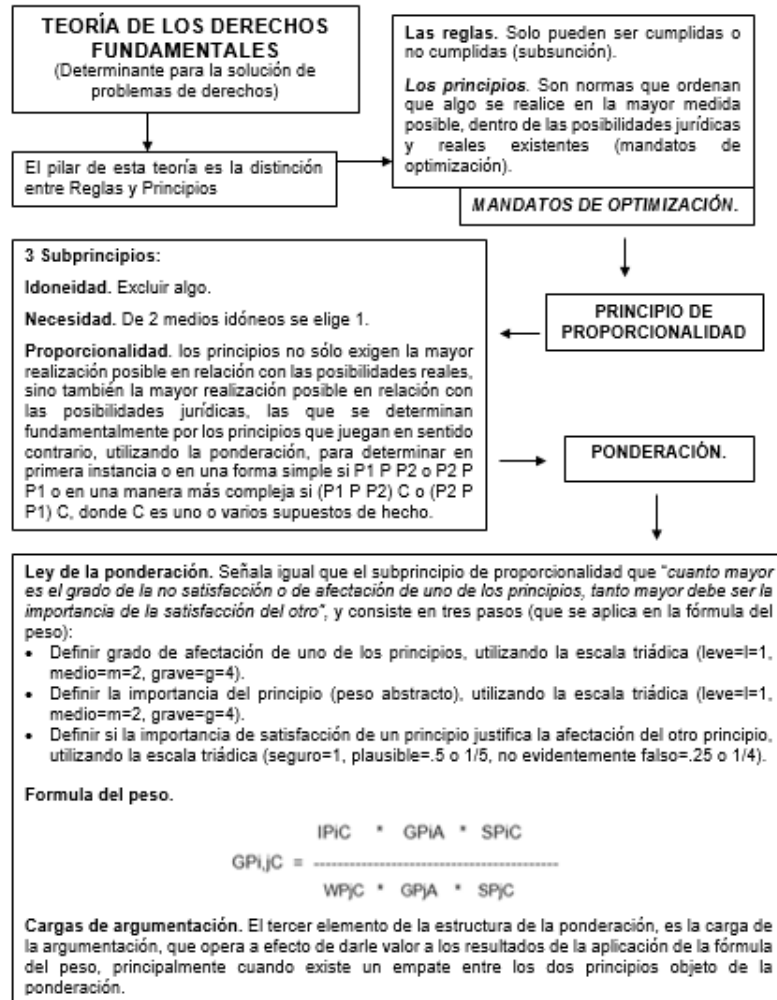 TEORÍA DE LOS DERECHOS
FUNDAMENTALES
(Determinante para la solución de
problemas de derechos)
El pilar de esta teoría es la distinción
entre Reglas y Principios
Las reglas. Solo pueden ser cumplidas o
no cumplidas (subsunción).
Los principios. Son normas que ordenan
que algo se realice en la mayor medida
posible, dentro de las posibilidades jurídicas
y reales existentes (mandatos de
optimización).
MANDATOS DE OPTIMIZACIÓN.
PRINCIPIO DE
PROPORCIONALIDAD
3 Subprincipios:
Idoneidad. Excluir algo.
Necesidad. De 2 medios idóneos se elige 1.
Proporcionalidad. los principios no sólo exigen la mayor
realización posible en relación con las posibilidades reales,
sino también la mayor realización posible en relación con
las posibilidades jurídicas, las que se determinan
fundamentalmente por los principios que juegan en sentido
contrario, utilizando la ponderación, para determinar en
primera instancia o en una forma simple si P1 P P2 o P2 P
P1 o en una manera más compleja si (P1 P P2) C o (P2 P
P1) C, donde C es uno o varios supuestos de hecho.
PONDERACIÓN.
Ley de la ponderación. Señala igual que el subprincipio de proporcionalidad que "cuanto mayor
es el grado de la no satisfacción o de afectación de uno de los principios, tanto mayor debe ser la
importancia de la satisfacción del otro", y consiste en tres pasos (que se aplica en la fórmula del
peso):
• Definir grado de afectación de uno de los principios, utilizando la escala triádica (leve=l=1,
medio=m=2, grave=g=4).
• Definir la importancia del principio (peso abstracto), utilizando la escala triádica (leve=l=1,
medio=m=2, grave=g=4).
• Definir si la importancia de satisfacción de un principio justifica la afectación del otro principio,
utilizando la escala triádica (seguro=1, plausible=.5 o 1/5, no evidentemente falso=.25 o 1/4).
Formula del peso.
IPiC * GPiA * SPiC
GPi,jC = ---------------------------------------------
WPjC * GPjA * SPjC
Cargas de argumentación. El tercer elemento de la estructura de la ponderación, es la carga de
la argumentación, que opera a efecto de darle valor a los resultados de la aplicación de la fórmula
del peso, principalmente cuando existe un empate entre los dos principios objeto de la
ponderación.